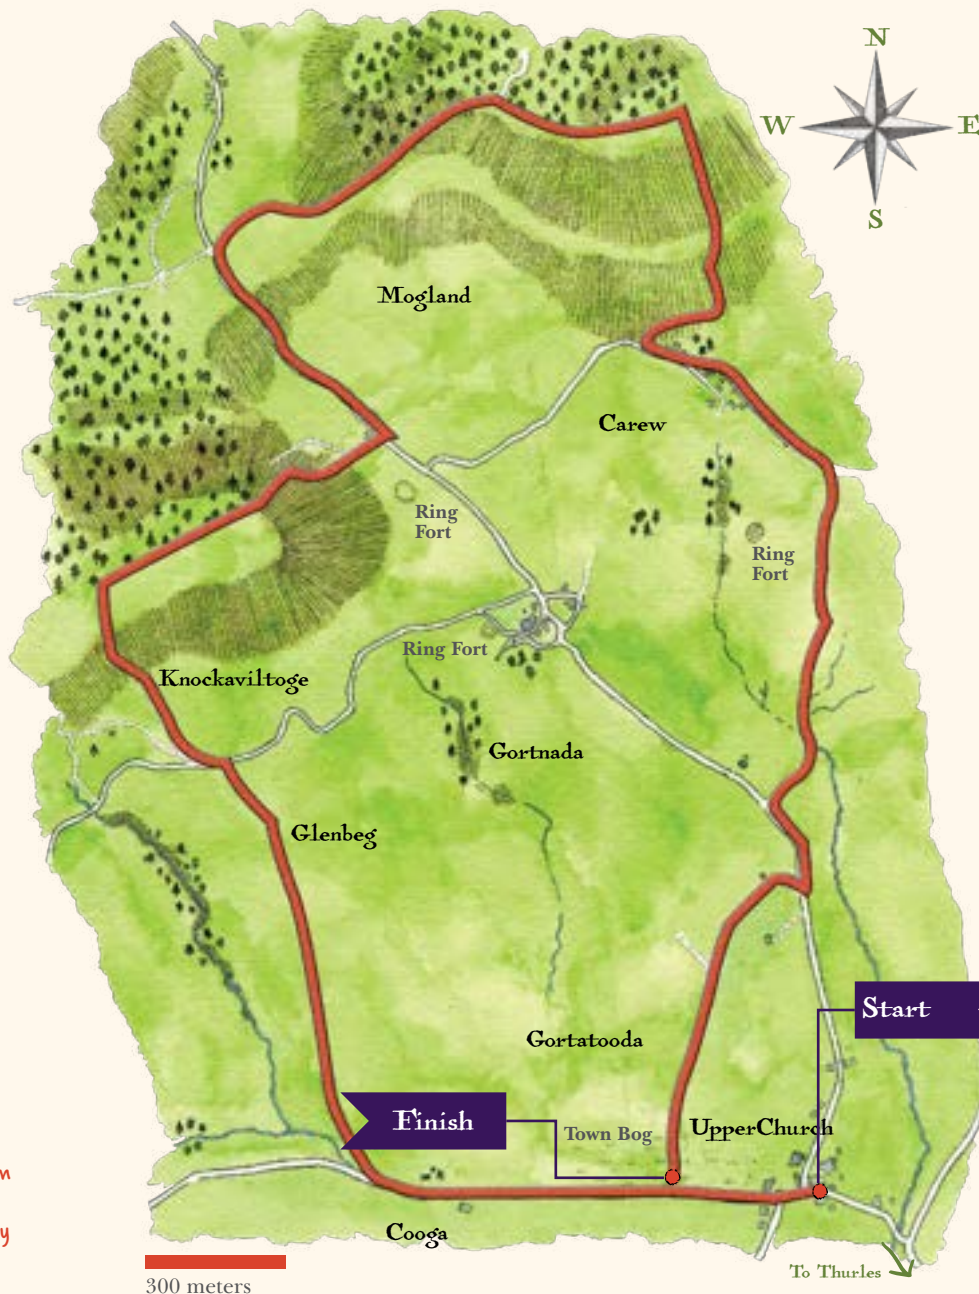 N
W
E
S
Mogland
Carew
Ring
Fort
Ring
Fort
Ring Fort
Knockaviltoge
Gortnada
Glenbeg
Start
Gortatooda
Finish
Town Bog
UpperChurch
n
y
Cooga
To Thurles
300 meters